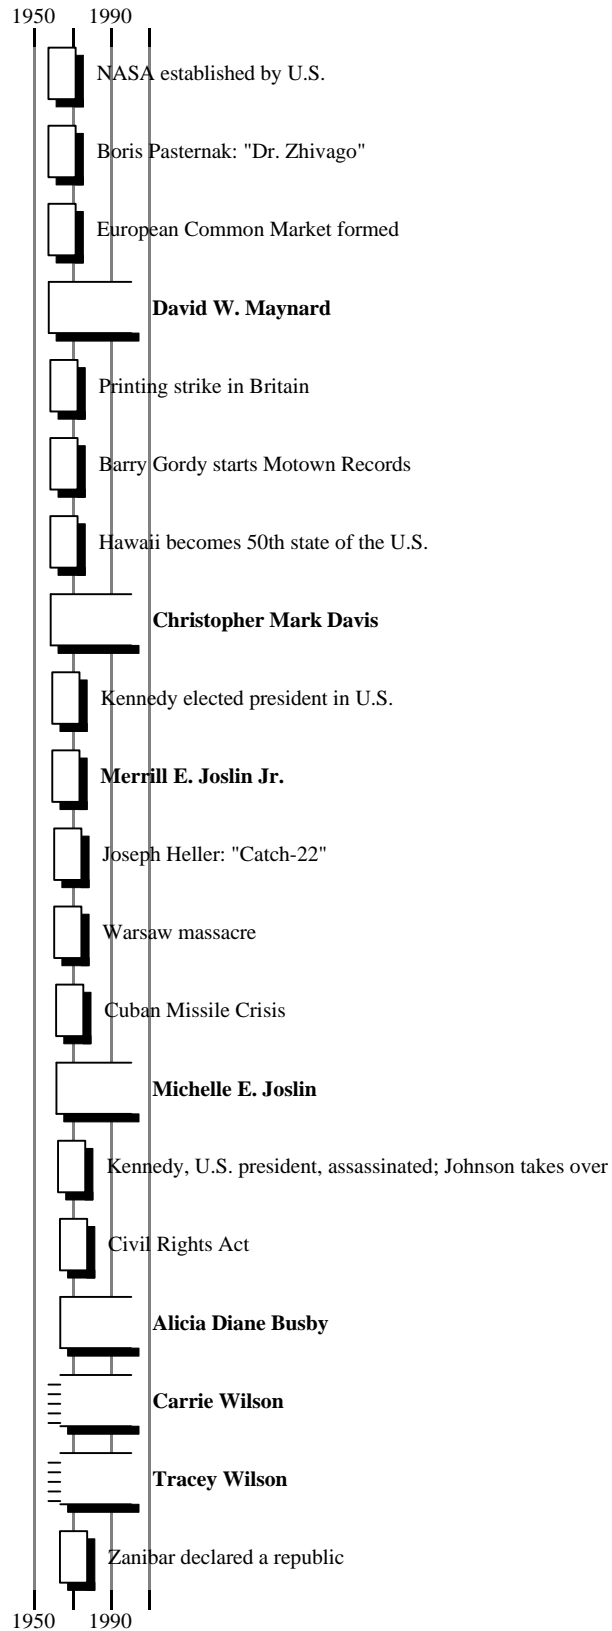 1950 1990
NASA established by U.S.
Boris Pasternak: "Dr. Zhivago"
European Common Market formed
David W. Maynard
Printing strike in Britain
Barry Gordy starts Motown Records
Hawaii becomes 50th state of the U.S.
Christopher Mark Davis
Kennedy elected president in U.S.
Merrill E. Joslin Jr.
Joseph Heller: "Catch-22"
Warsaw massacre
Cuban Missile Crisis
Michelle E. Joslin
Kennedy, U.S. president, assassinated; Johnson takes over
Civil Rights Act
Alicia Diane Busby
Carrie Wilson
Tracey Wilson
Zanibar declared a republic
1950 1990